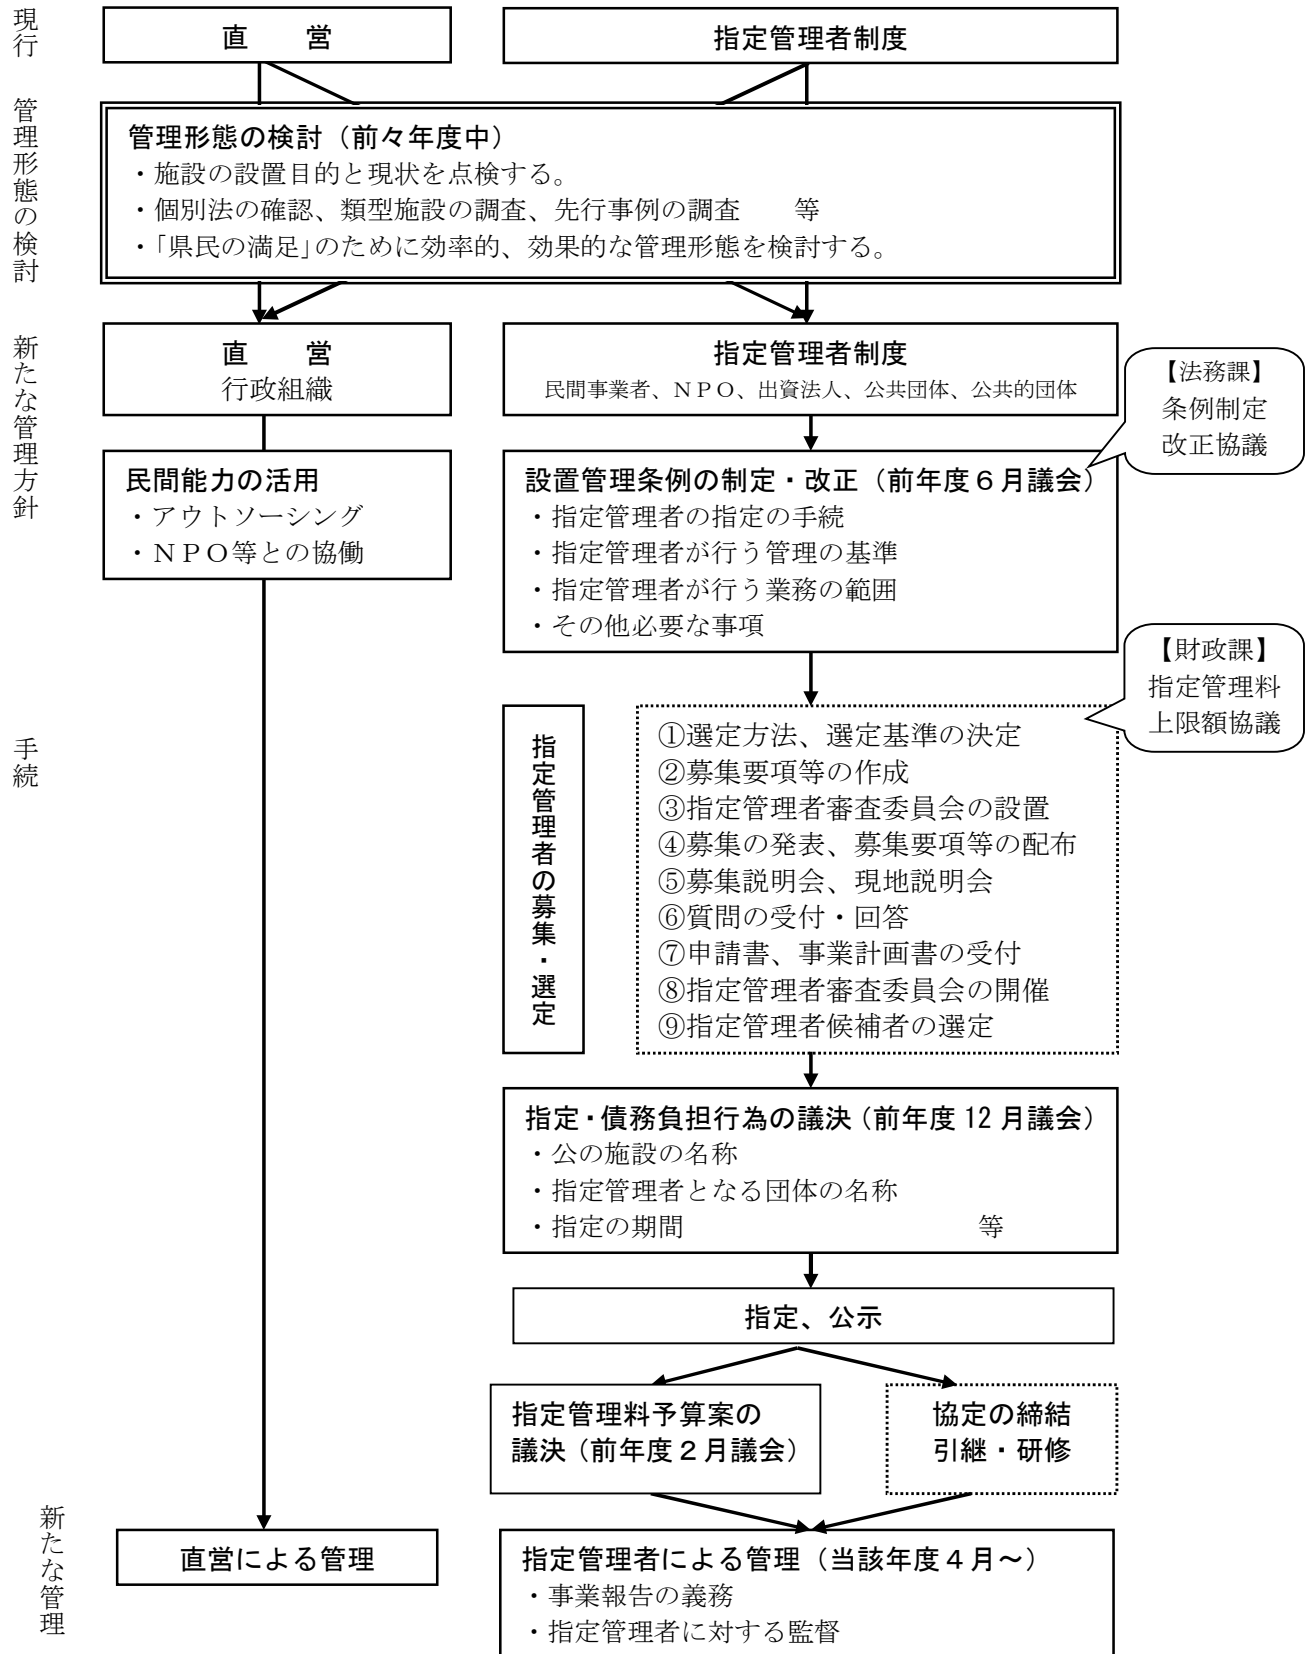 現行
直　　営
指定管理者制度
管理形態の検討
管理形態の検討（前々年度中）
・施設の設置目的と現状を点検する。
・個別法の確認、類型施設の調査、先行事例の調査　　等
・「県民の満足」のために効率的、効果的な管理形態を検討する。
新たな管理方針
直　　営
行政組織
指定管理者制度
民間事業者、ＮＰＯ、出資法人、公共団体、公共的団体
【法務課】
条例制定
改正協議
民間能力の活用
・アウトソーシング
・ＮＰＯ等との協働
設置管理条例の制定・改正（前年度６月議会）
・指定管理者の指定の手続
・指定管理者が行う管理の基準
・指定管理者が行う業務の範囲
・その他必要な事項
【財政課】
指定管理料
上限額協議
手続
指定管理者の募集・選定
①選定方法、選定基準の決定
②募集要項等の作成
③指定管理者審査委員会の設置
④募集の発表、募集要項等の配布
⑤募集説明会、現地説明会
⑥質問の受付・回答
⑦申請書、事業計画書の受付
⑧指定管理者審査委員会の開催
⑨指定管理者候補者の選定
指定・債務負担行為の議決（前年度 12 月議会）
・公の施設の名称
・指定管理者となる団体の名称
・指定の期間　　　　　　　　　　　等
指定、公示
指定管理料予算案の
議決（前年度２月議会）
協定の締結
引継・研修
新たな管理
直営による管理
指定管理者による管理（当該年度４月～）
・事業報告の義務
・指定管理者に対する監督